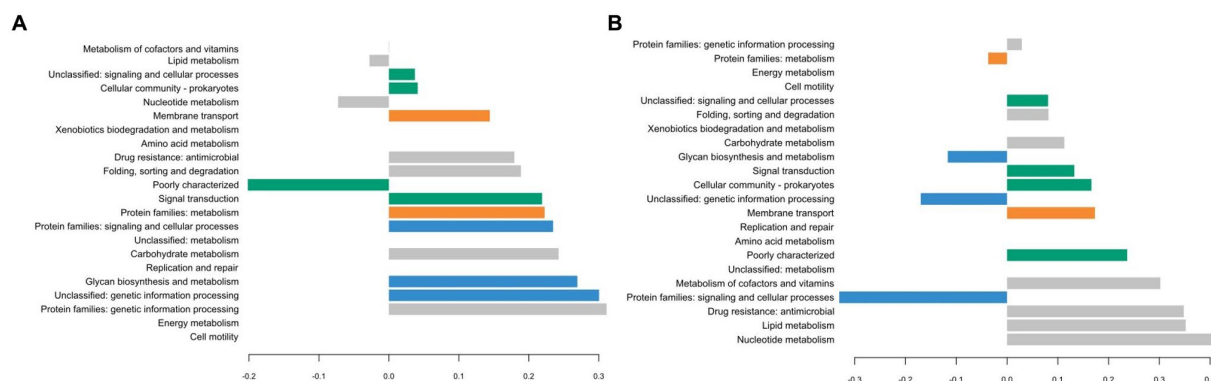 A
Metabolism of cofactors and vitamins
Lipid metabolism
Unclassified: signaling and cellular processes
Cellular community - prokaryotes
Nucleotide metabolism
Membrane transport
Xenobiotics biodegradation and metabolism
Amino acid metabolism
Drug resistance: antimicrobial
Folding, sorting and degradation
Poorly characterized
Signal transduction
Protein families: metabolism
Protein families: signaling and cellular processes
Unclassified: metabolism
Carbohydrate metabolism
Replication and repair
Glycan biosynthesis and metabolism
Unclassified: genetic information processing
Protein families: genetic information processing
Energy metabolism
Cell motility
-0.2 -0.1 0.0 0.1 0.2 0.3
B
Protein families: genetic information processing
Protein families: metabolism
Energy metabolism
Cell motility
Unclassified: signaling and cellular processes
Folding, sorting and degradation
Xenobiotics biodegradation and metabolism
Carbohydrate metabolism
Glycan biosynthesis and metabolism
Signal transduction
Cellular community - prokaryotes
Unclassified: genetic information processing
Membrane transport
Replication and repair
Amino acid metabolism
Poorly characterized
Unclassified: metabolism
Metabolism of cofactors and vitamins
Protein families: signaling and cellular processes
Drug resistance: antimicrobial
Lipid metabolism
Nucleotide metabolism
-0.3 -0.2 -0.1 0.0 0.1 0.2 0.3